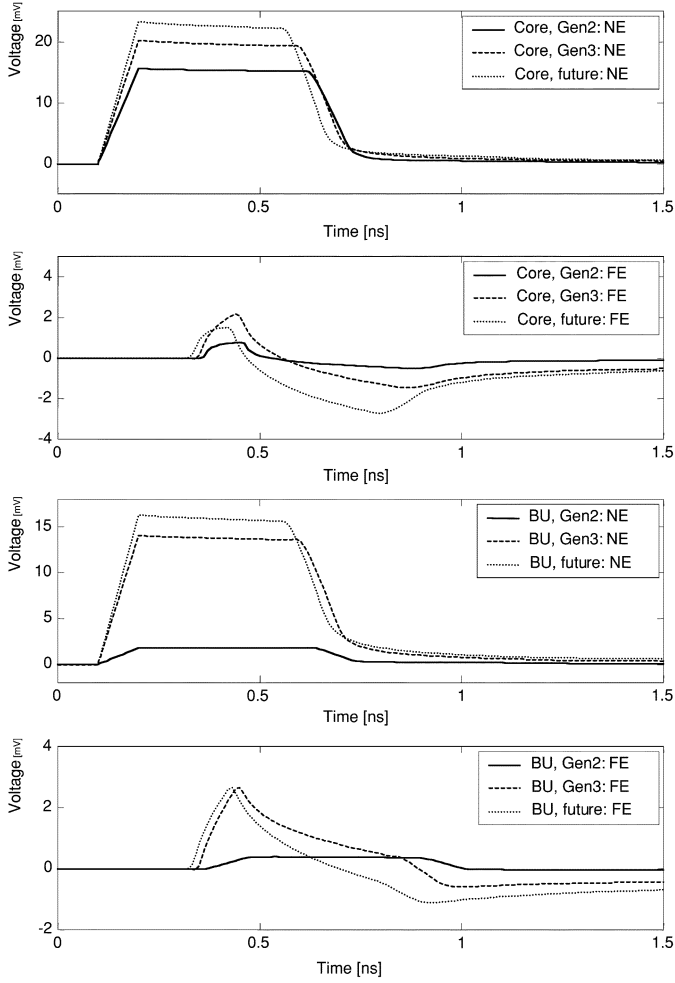 Voltage [mV]
20
10
0
Core, Gen2: NE
Core, Gen3: NE
Core, future: NE
0 0.5 1 1.5
Time [ns]
Voltage [mV]
4
2
0
-2
-4
Core, Gen2: FE
Core, Gen3: FE
Core, future: FE
0 0.5 1 1.5
Time [ns]
Voltage [mV]
15
10
5
0
BU, Gen2: NE
BU, Gen3: NE
BU, future: NE
0 0.5 1 1.5
Time [ns]
Voltage [mV]
4
2
0
-2
BU, Gen2: FE
BU, Gen3: FE
BU, future: FE
0 0.5 1 1.5
Time [ns]